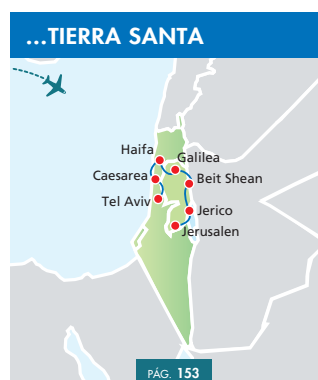 ...TIERRA SANTA
Haifa
Galilea
Caesarea
Beit Shean
Tel Aviv
Jerico
Jerusalen
PÁG. 153